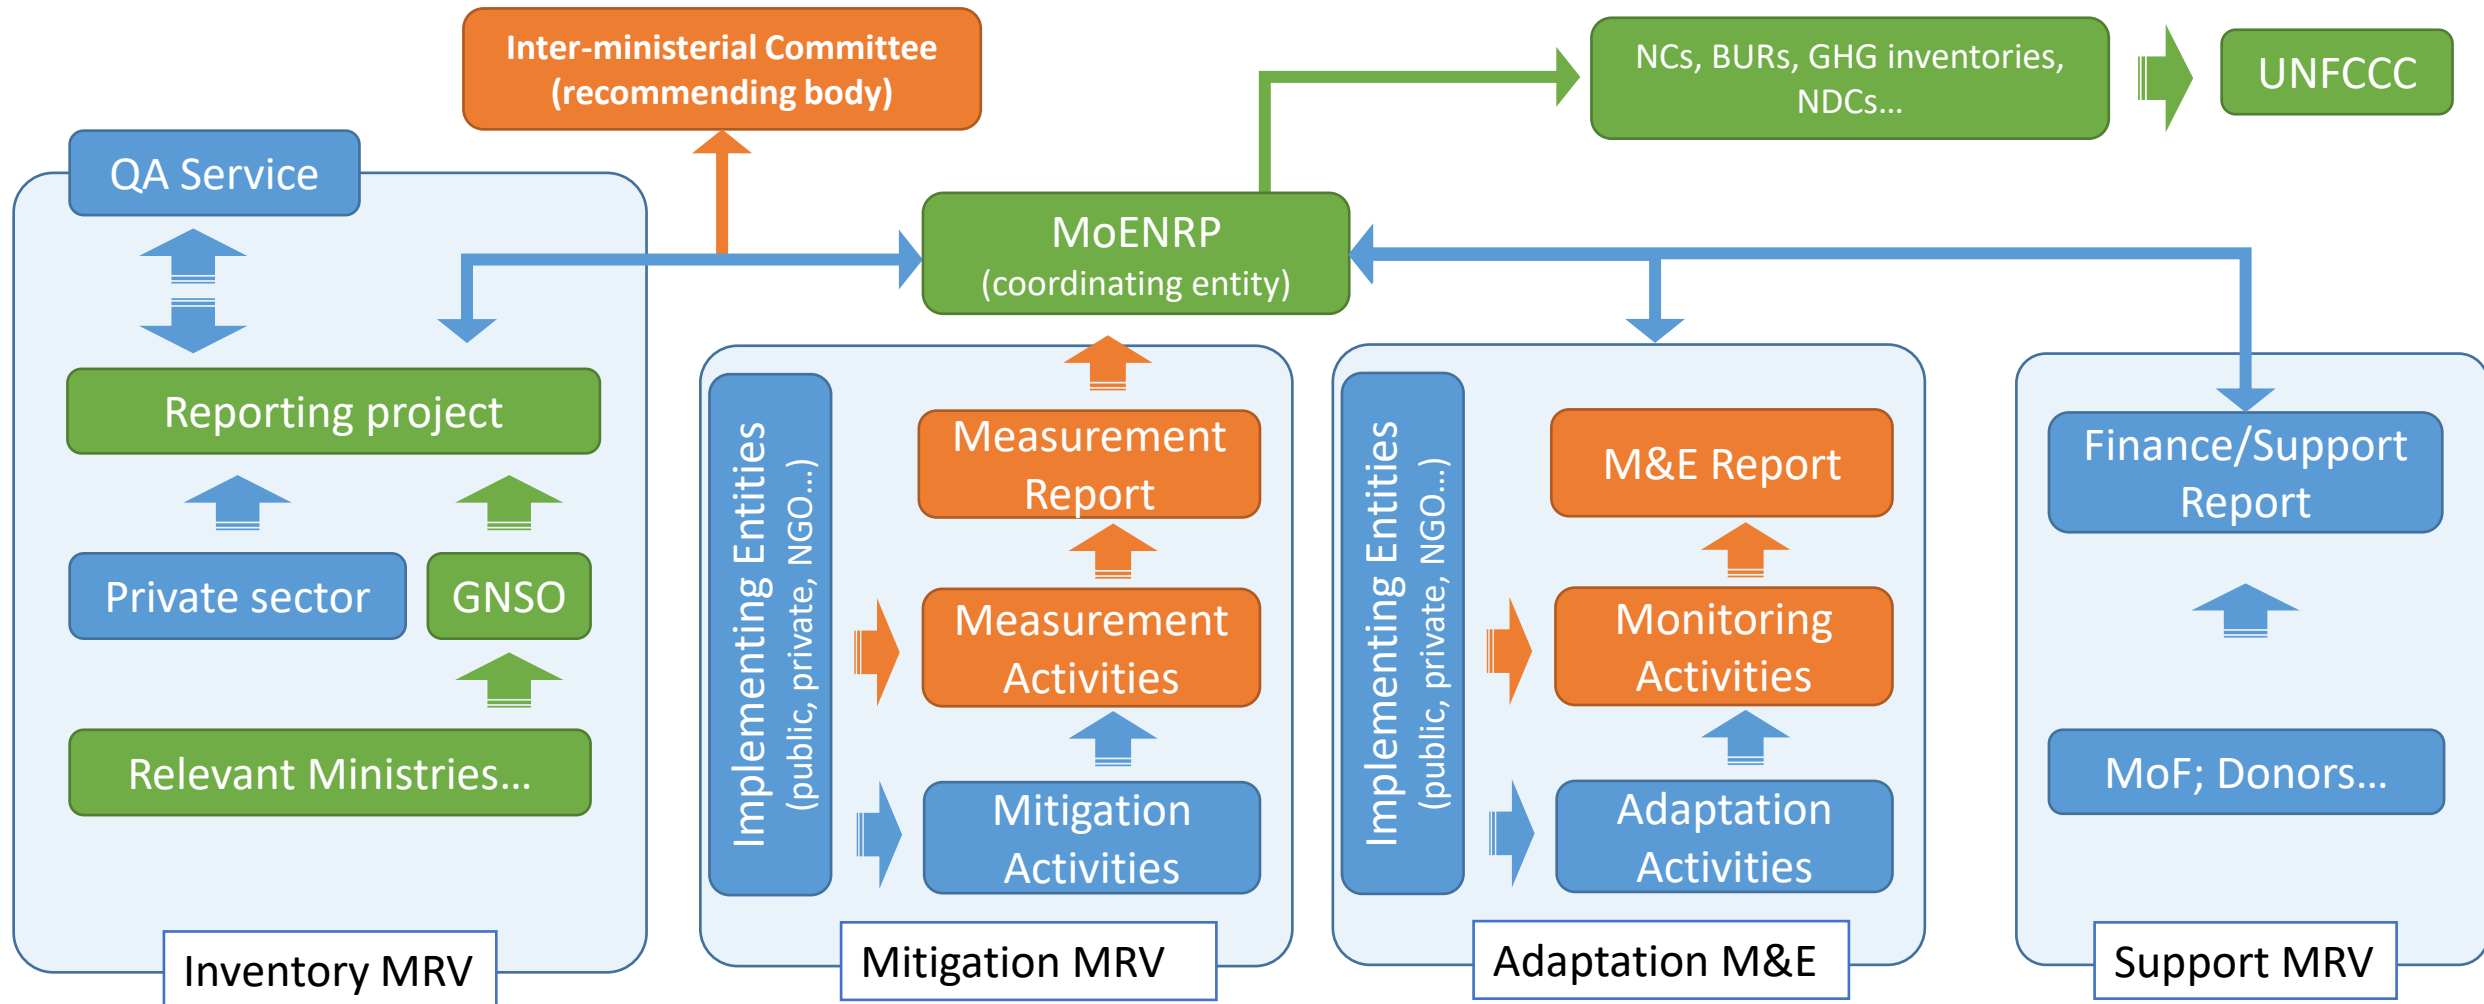 Inter-ministerial Committee
(recommending body)
NCs, BURs, GHG inventories,
NDCs...
UNFCCC
QA Service
MoENRP
(coordinating entity)
Reporting project
Private sector
GNSO
Relevant Ministries...
Inventory MRV
Implementing Entities
(public, private, NGO...)
Measurement
Report
Measurement
Activities
Mitigation
Activities
Mitigation MRV
Implementing Entities
(public, private, NGO...)
M&E Report
Monitoring
Activities
Adaptation
Activities
Adaptation M&E
Finance/Support
Report
MoF; Donors...
Support MRV